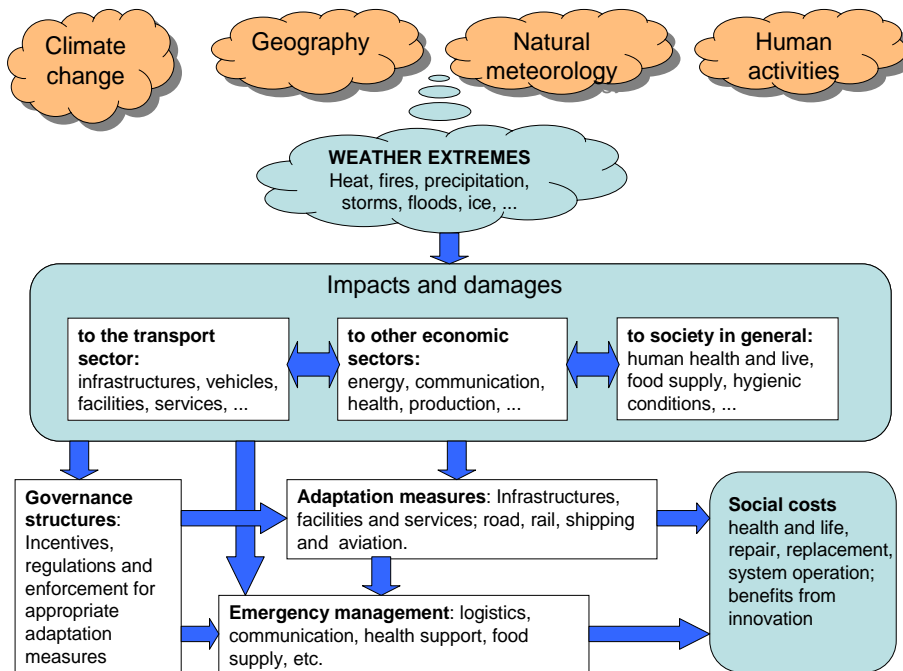 Climate
change
Geography
Natural
meteorology
Human
activities
WEATHER EXTREMES
Heat, fires, precipitation,
storms, floods, ice, ...
Impacts and damages
to the transport
sector:
infrastructures, vehicles,
facilities, services, ...
to other economic
sectors:
energy, communication,
health, production, ...
to society in general:
human health and live,
food supply, hygienic
conditions, ...
Governance
structures:
Incentives,
regulations and
enforcement for
appropriate
adaptation
measures
Adaptation measures: Infrastructures,
facilities and services; road, rail, shipping
and aviation.
Emergency management: logistics,
communication, health support, food
supply, etc.
Social costs
health and life,
repair, replacement,
system operation;
benefits from
innovation